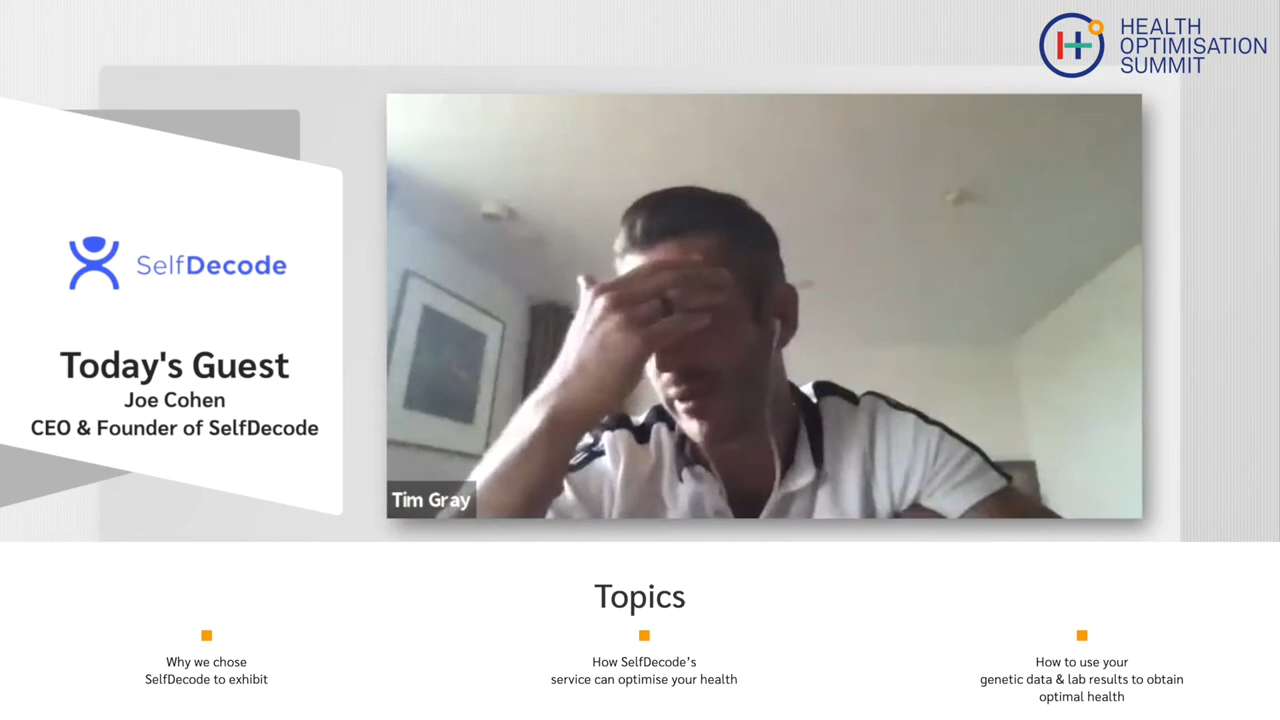 HEALTH
OPTIMISATION
SUMMIT
SelfDecode
Today's Guest
Joe Cohen
CEO & Founder of SelfDecode
Tim Gray
Topics
Why we chose
SelfDecode to exhibit
How SelfDecode’s
service can optimise your health
How to use your
genetic data & lab results to obtain
optimal health